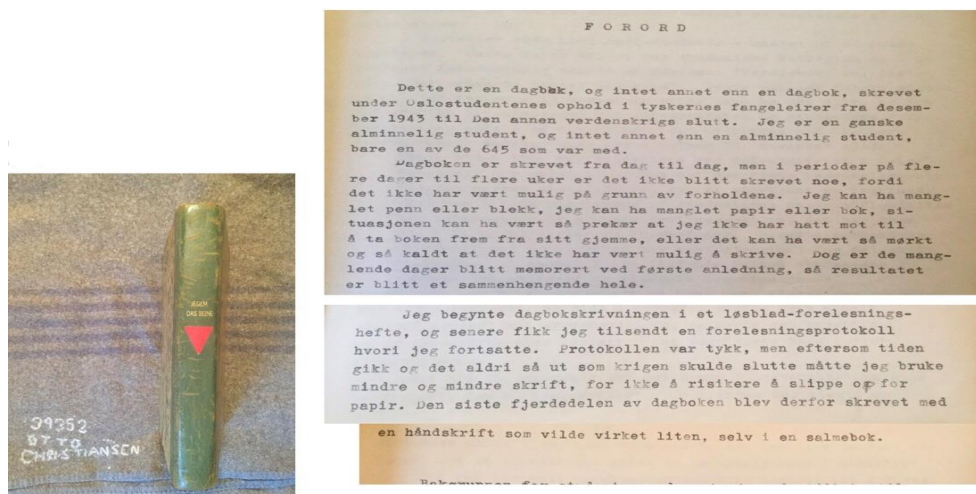 JEDEM
DAS SEINE
39352
OTTO
CHRISTIANSEN
FORORD
Dette er en dagbok, og intet annet enn en dagbok, skrevet
under Oslostudentenes ophold i tyskernes fangeleirer fra desem-
ber 1943 til Den annen verdenskrigs slutt. Jeg er en ganske
alminnelig student, og intet annet enn en alminnelig student,
bare en av de 645 som var med.
Dagboken er skrevet fra dag til dag, men i perioder på fle-
re dager til flere uker er det ikke blitt skrevet noe, fordi
det ikke har vært mulig på grunn av forholdene. Jeg kan ha mang-
let penn eller blekk, jeg kan ha manglet papir eller bok, si-
tuasjonen kan ha vært så prekær at jeg ikke har hatt mot til
å ta boken frem fra sitt gjemme, eller det kan ha vært så mørkt
og så kaldt at det ikke har vært mulig å skrive. Dog er de mang-
lende dager blitt memorert ved første anledning, så resultatet
er blitt et sammenhengende hele.
Jeg begynte dagbokskrivningen i et løsblad-forelesnings-
hefte, og senere fikk jeg tilsendt en forelesningsprotokoll
hvori jeg fortsatte. Protokollen var tykk, men eftersom tiden
gikk og det aldri så ut som krigen skulde slutte måtte jeg bruke
mindre og mindre skrift, for ikke å risikere å slippe op for
papir. Den siste fjerdedelen av dagboken blev derfor skrevet med
en håndskrift som vilde virket liten, selv i en salmebok.